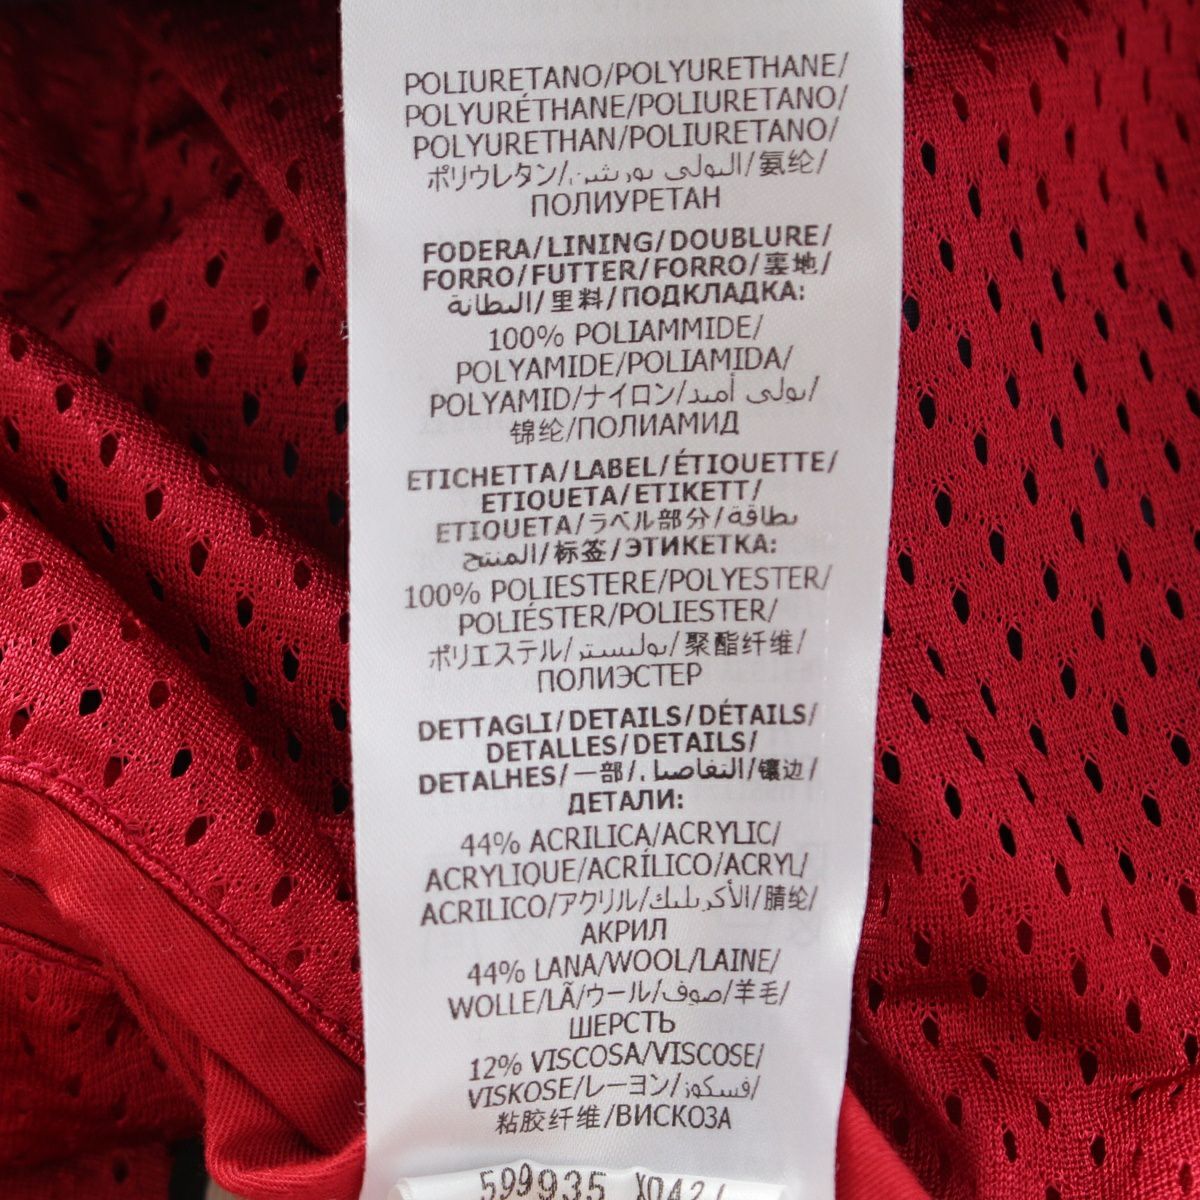 POLIURETANO/POLYURETHANE/
POLYURÉTHANE/POLIURETANO/
POLYURETHAN/POLIURETANO/
ポリウレタン/البولي يوريثين/氨纶/
ПОЛИУРЕТАН
FODERA/LINING/DOUBLURE/
FORRO/FUTTER/FORRO/裏地/
البطانة/里料/ПОДКЛАДКА:
100% POLIAMMIDE/
POLYAMIDE/POLIAMIDA/
POLYAMID/ナイロン/بولي أميد/
锦纶/ПОЛИАМИД
ETICHETTA/LABEL/ÉTIQUETTE/
ETIQUETA/ETIKETT/
ETIQUETA/ラベル部分/بطاقة
المنتج/标签/ЭТИКЕТКА:
100% POLIESTERE/POLYESTER/
POLIÉSTER/POLIESTER/
ポリエステル/بوليستر/聚酯纤维/
ПОЛИЭСТЕР
DETTAGLI/DETAILS/DÉTAILS/
DETALLES/DETAILS/
DETALHES/一部/التفاصيل/镶边/
ДЕТАЛИ:
44% ACRILICA/ACRYLIC/
ACRYLIQUE/ACRÍLICO/ACRYL/
ACRILICO/アクリル/الأكريليك/腈纶/
АКРИЛ
44% LANA/WOOL/LAINE/
WOLLE/LÃ/ウール/صوف/羊毛/
ШЕРСТЬ
12% VISCOSA/VISCOSE/
VISKOSE/レーヨン/فسكوز/
粘胶纤维/ВИСКОЗА
599935